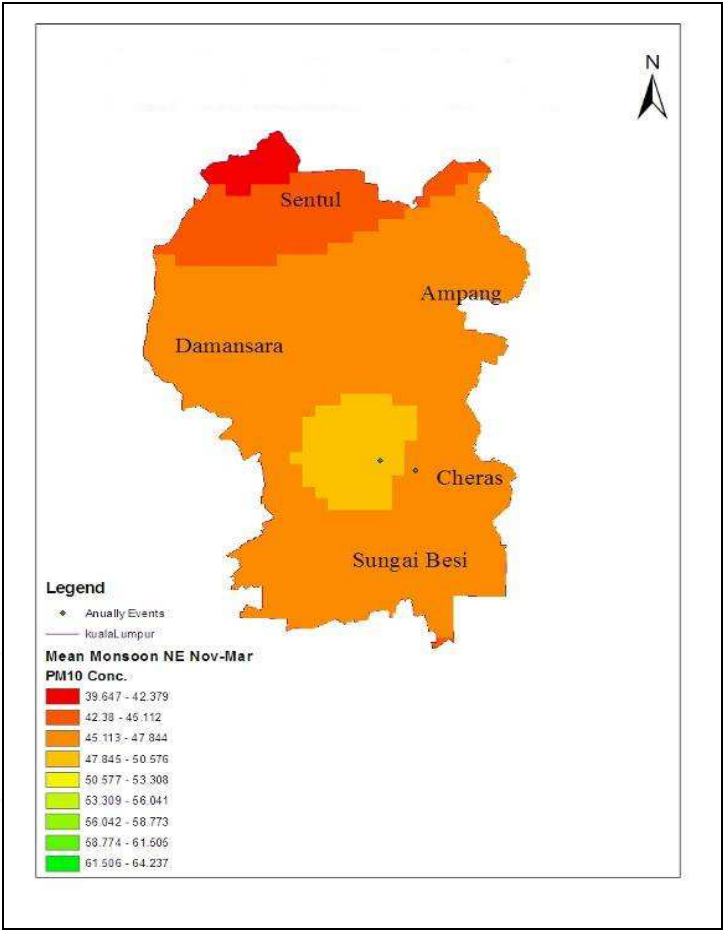 N
Sentul
Ampang
Damansara
Cheras
Sungai Besi
Legend
Anually Events
kualaLumpur
Mean Monsoon NE Nov-Mar
PM10 Conc.
39.647 - 42.379
42.38 - 45.112
45.113 - 47.844
47.845 - 50.576
50.577 - 53.308
53.309 - 56.041
56.042 - 58.773
58.774 - 61.505
61.506 - 64.237